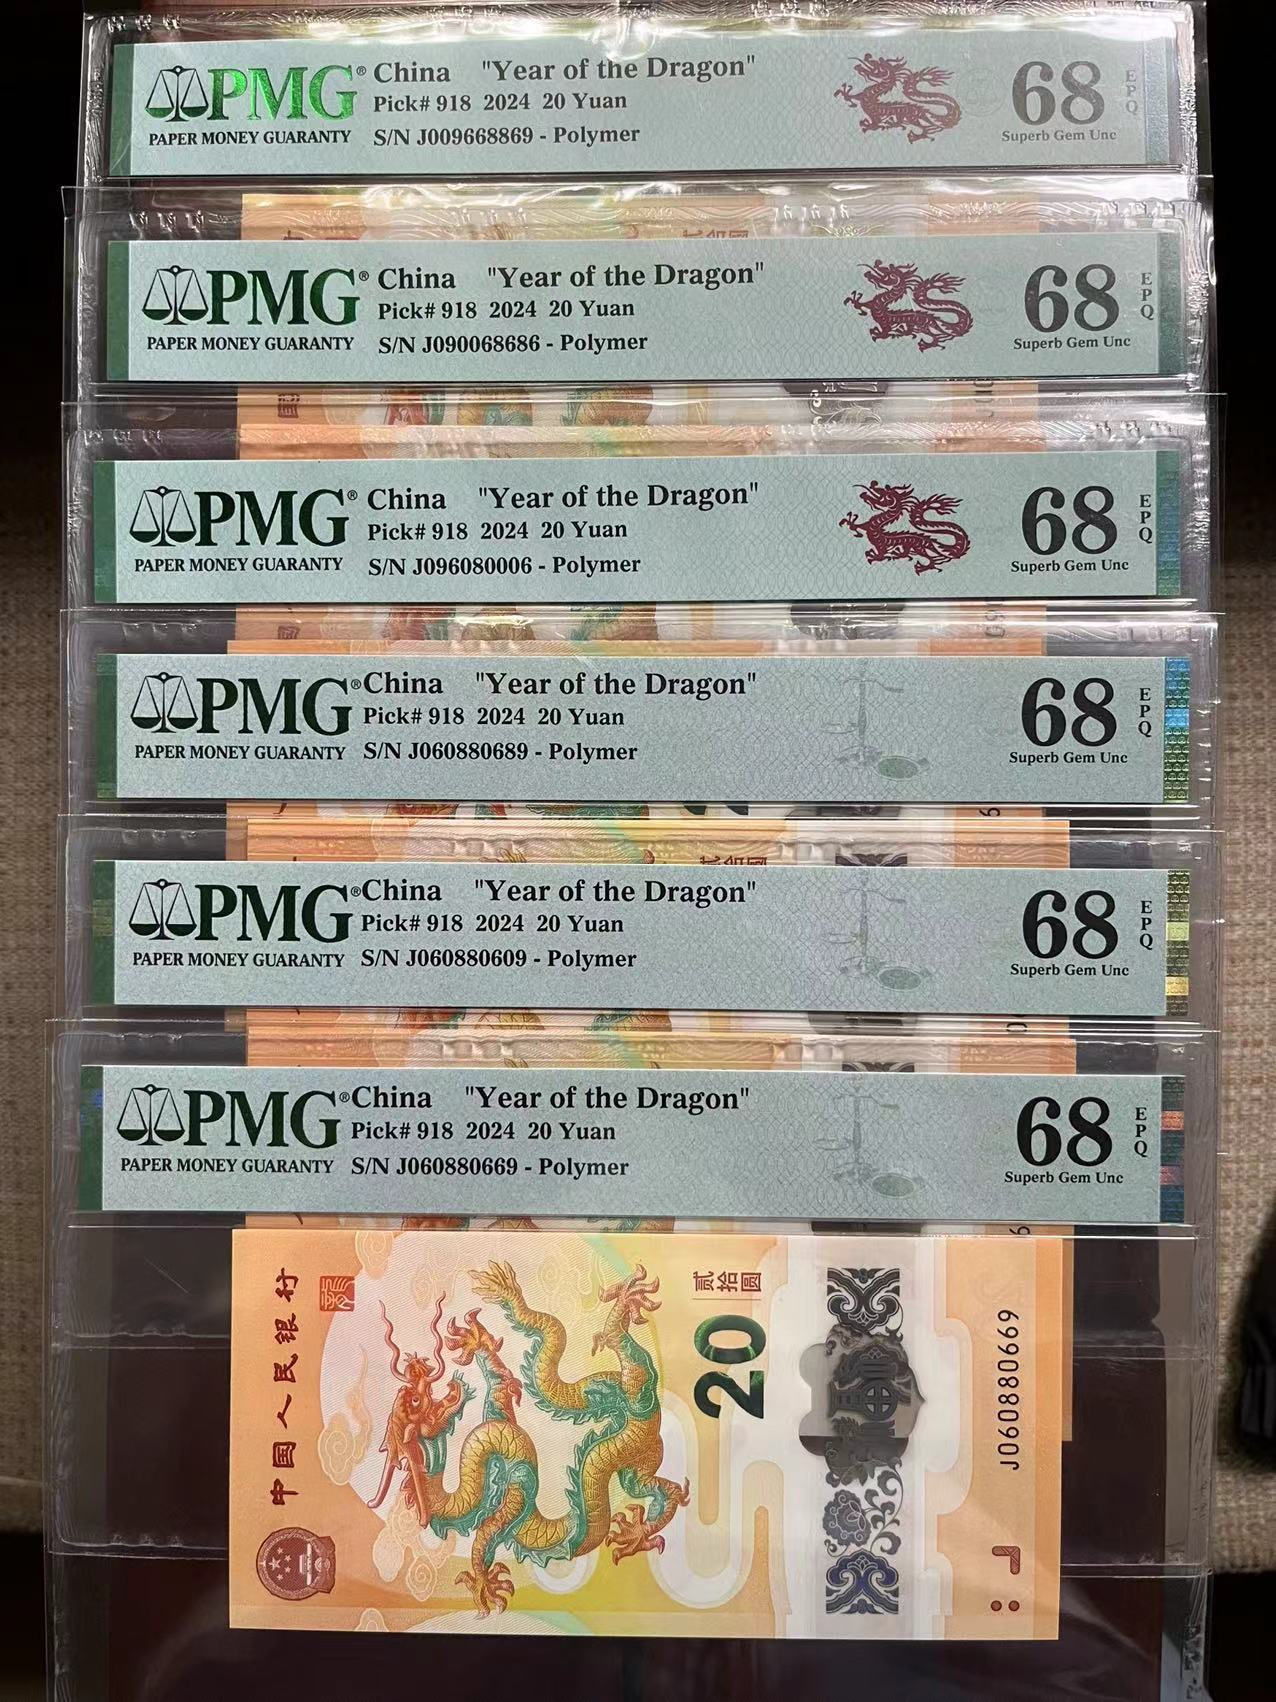 PMG®
PAPER MONEY GUARANTY
China "Year of the Dragon"
Pick# 918 2024 20 Yuan
S/N J009668869 - Polymer
68
Superb Gem Unc
EPQ
PMG®
PAPER MONEY GUARANTY
China "Year of the Dragon"
Pick# 918 2024 20 Yuan
S/N J090068686 - Polymer
68
Superb Gem Unc
EPQ
PMG®
PAPER MONEY GUARANTY
China "Year of the Dragon"
Pick# 918 2024 20 Yuan
S/N J096080006 - Polymer
68
Superb Gem Unc
EPQ
PMG®
PAPER MONEY GUARANTY
China "Year of the Dragon"
Pick# 918 2024 20 Yuan
S/N J060880689 - Polymer
68
Superb Gem Unc
EPQ
PMG®
PAPER MONEY GUARANTY
China "Year of the Dragon"
Pick# 918 2024 20 Yuan
S/N J060880609 - Polymer
68
Superb Gem Unc
EPQ
PMG®
PAPER MONEY GUARANTY
China "Year of the Dragon"
Pick# 918 2024 20 Yuan
S/N J060880669 - Polymer
68
Superb Gem Unc
EPQ
中国人民银行
贰拾圆
20
J060880669